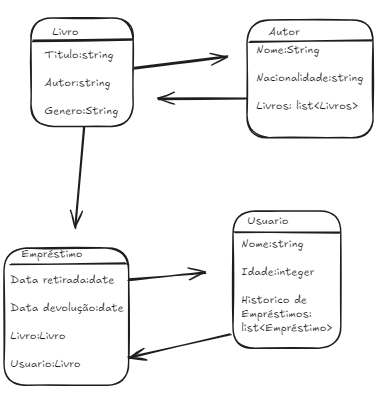 Livro
Titulo:string
Autor:string
Genero:String
Autor
Nome:String
Nacionalidade:string
Livros: list<Livros>
Empréstimo
Data retirada:date
Data devolução:date
Livro:Livro
Usuario:Livro
Usuario
Nome:string
Idade:integer
Historico de
Empréstimos:
list<Empréstimo>